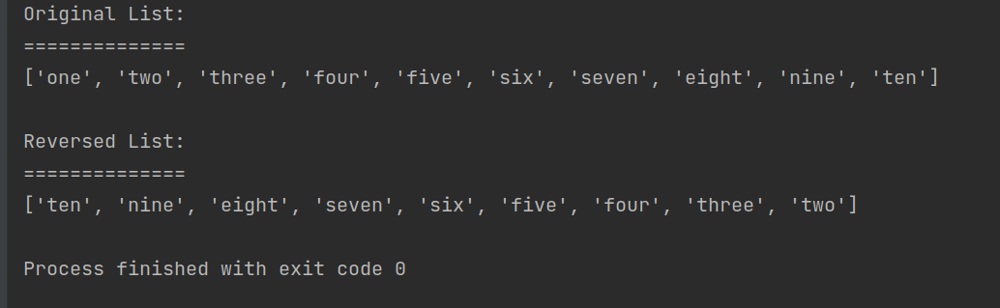 Original List:
==============
['one', 'two', 'three', 'four', 'five', 'six', 'seven', 'eight', 'nine', 'ten']
Reversed List:
==============
['ten', 'nine', 'eight', 'seven', 'six', 'five', 'four', 'three', 'two']
Process finished with exit code 0